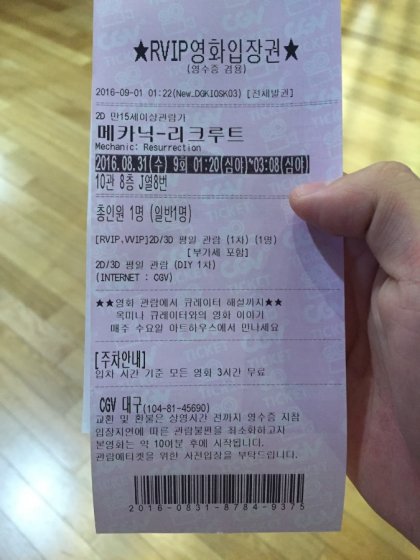 ★RVIP영화입장권★
(영수증 겸용)
2016-09-01 01:22(New_DGKIOSK03) [전체발권]
2D 만15세이상관람가
메카닉-리크루트
Mechanic: Resurrection
2016.08.31(수) 9회 01:20(심야)~03:08(심야)
10관 8층 J열8번
총인원 1명 (일반1명)
[RVIP,VVIP]2D/3D 평일 관람 (1차) (1명)
[부가세 포함]
2D/3D 평일 관람 (DIY 1차)
(INTERNET : CGV)
★★영화 관람에서 큐레이터 해설까지★★
톡미나 큐레이터와의 영화 이야기
매주 수요일 아트하우스에서 만나세요
[주차안내]
입차 시간 기준 모든 영화 3시간 무료
CGV 대구(104-81-45690)
교환 및 환불은 상영시간 전까지 영수증 지참
입장지연에 따른 관람불편을 최소화하고자
본영화는 약 10여분 후에 시작됩니다.
관람에티켓을 위한 사전입장을 부탁드립니다.
2016-0831-8784-9375